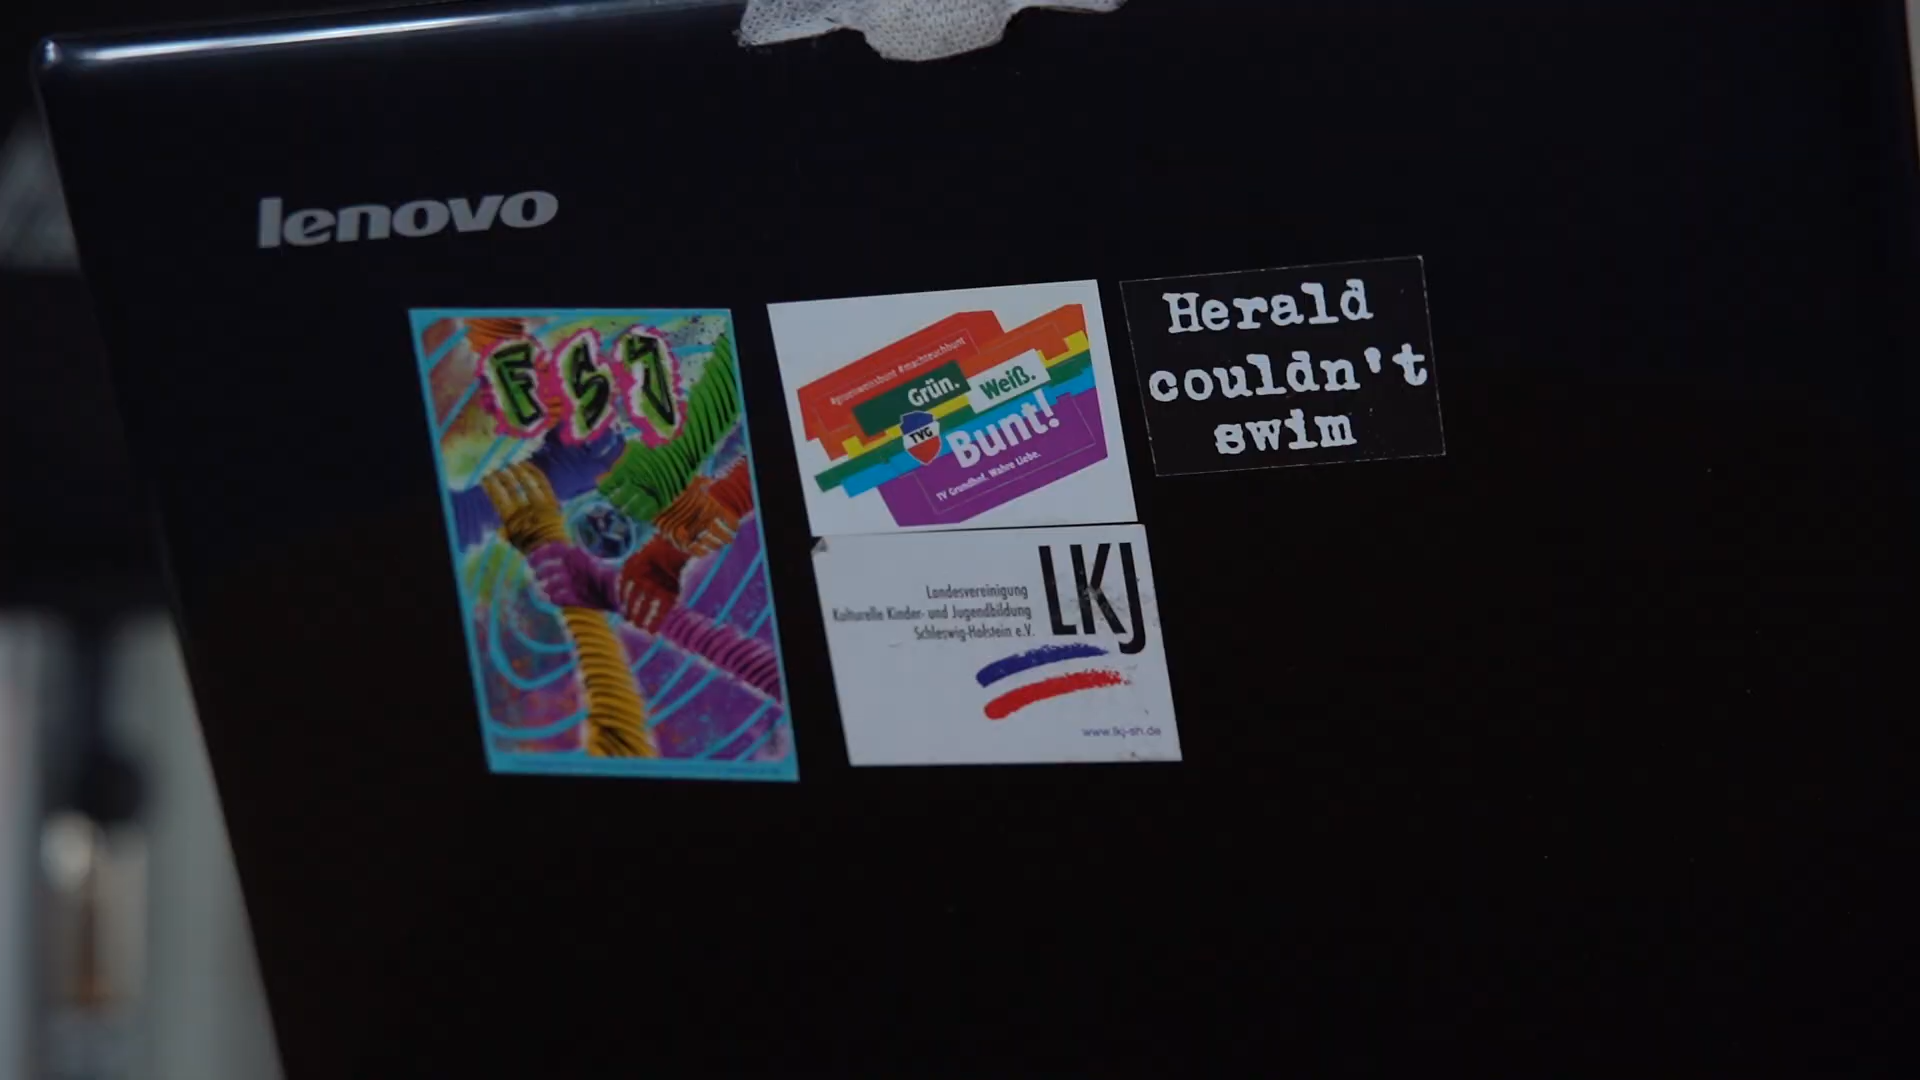 lenovo
FSJ
#gruenweissbunt #machteuchbunt
Grün.
Weiß.
TVG
Bunt!
TV Grundhof. Wahre Liebe.
Herald
couldn't
swim
LKJ
Landesvereinigung
Kulturelle Kinder- und Jugendbildung
Schleswig-Holstein e.V.
www.lkj-sh.de